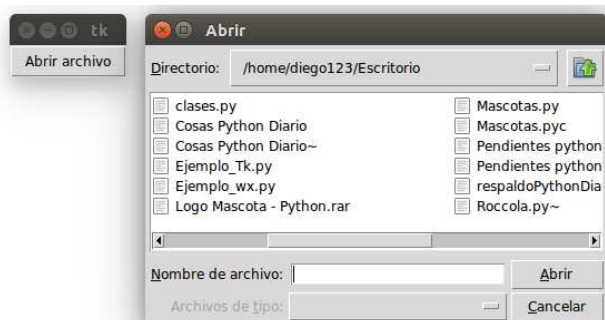 tk
Abrir archivo
Abrir
Directorio: /home/diego123/Escritorio
clases.py
Cosas Python Diario
Cosas Python Diario~
Ejemplo_Tk.py
Ejemplo_wx.py
Logo Mascota - Python.rar
Mascotas.py
Mascotas.pyc
Pendientes python
Pendientes python
respaldoPythonDia
Roccola.py~
Nombre de archivo:
Abrir
Archivos de tipo:
Cancelar